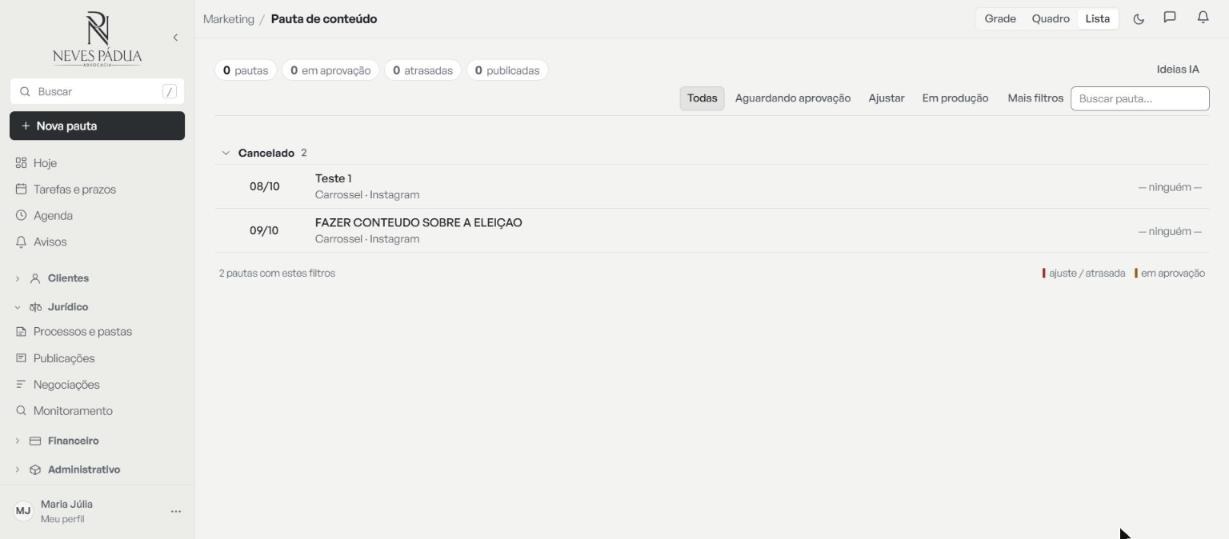 NEVES PÁDUA
ADVOCACIA
Buscar /
+ Nova pauta
Hoje
Tarefas e prazos
Agenda
Avisos
Clientes
Jurídico
Processos e pastas
Publicações
Negociações
Monitoramento
Financeiro
Administrativo
MJ Maria Júlia
Meu perfil
Marketing / Pauta de conteúdo
Grade Quadro Lista
0 pautas 0 em aprovação 0 atrasadas 0 publicadas
Ideias IA
Todas Aguardando aprovação Ajustar Em produção Mais filtros Buscar pauta...
Cancelado 2
08/10 Teste 1 — ninguém —
Carrossel · Instagram
09/10 FAZER CONTEUDO SOBRE A ELEIÇAO — ninguém —
Carrossel · Instagram
2 pautas com estes filtros
ajuste / atrasada em aprovação